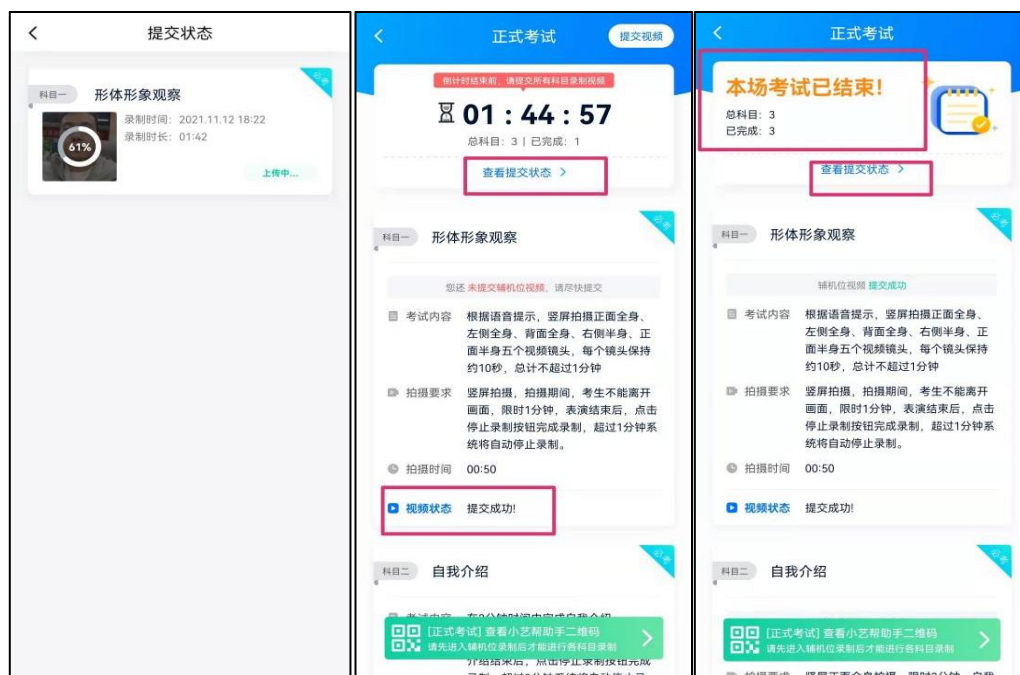 提交状态
必考
科目一 形体形象观察
录制时间: 2021.11.12 18:22
录制时长: 01:42
61%
上传中...
正式考试
提交视频
倒计时结束前，请提交所有科目录制视频
01 : 44 : 57
总科目: 3 | 已完成: 1
查看提交状态
必考
科目一 形体形象观察
您还 未提交辅机位视频，请尽快提交
考试内容 根据语音提示，竖屏拍摄正面全身、
左侧全身、背面全身、右侧半身、正
面半身五个视频镜头，每个镜头保持
约10秒，总计不超过1分钟
拍摄要求 竖屏拍摄，拍摄期间，考生不能离开
画面，限时1分钟，表演结束后，点击
停止录制按钮完成录制，超过1分钟系
统将自动停止录制。
拍摄时间 00:50
视频状态 提交成功!
必考
科目二 自我介绍
[正式考试] 查看小艺帮助手二维码
请先进入辅机位录制后才能进行各科目录制
介绍结束后，点击停止录制按钮完成
正式考试
本场考试已结束!
总科目: 3
已完成: 3
查看提交状态
必考
科目一 形体形象观察
辅机位视频 提交成功
考试内容 根据语音提示，竖屏拍摄正面全身、
左侧全身、背面全身、右侧半身、正
面半身五个视频镜头，每个镜头保持
约10秒，总计不超过1分钟
拍摄要求 竖屏拍摄，拍摄期间，考生不能离开
画面，限时1分钟，表演结束后，点击
停止录制按钮完成录制，超过1分钟系
统将自动停止录制。
拍摄时间 00:50
视频状态 提交成功!
必考
科目二 自我介绍
[正式考试] 查看小艺帮助手二维码
请先进入辅机位录制后才能进行各科目录制